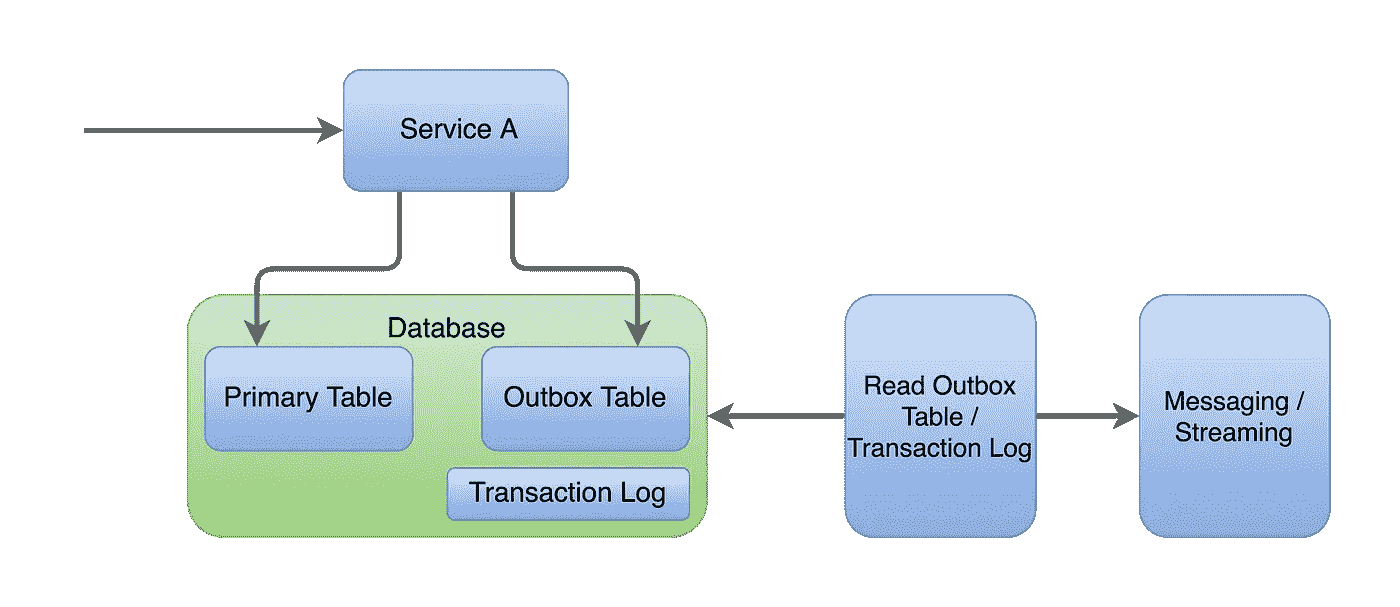 Service A
Database
Primary Table
Outbox Table
Transaction Log
Read Outbox
Table /
Transaction Log
Messaging /
Streaming